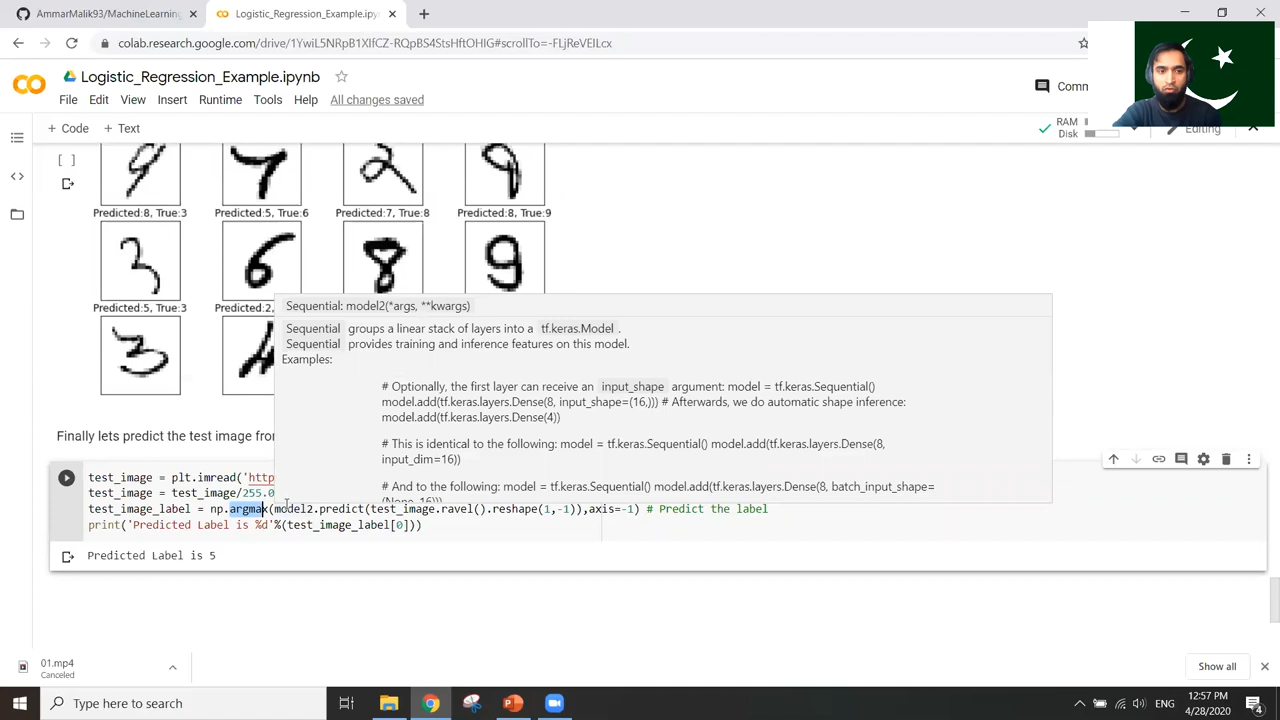 AmmarMalik93/MachineLearning
Logistic_Regression_Example.ipynb
colab.research.google.com/drive/1YwiL5NRpB1XIfCZ-RQpBS4StsHftOHIG#scrollTo=-FLjReVEILcx
Logistic_Regression_Example.ipynb
File Edit View Insert Runtime Tools Help All changes saved
Comm
+ Code + Text
RAM
Disk
Editing
[ ]
Predicted:8, True:3 Predicted:5, True:6 Predicted:7, True:8 Predicted:8, True:9
Predicted:5, True:3 Predicted:2,
Sequential: model2(*args, **kwargs)
Sequential groups a linear stack of layers into a tf.keras.Model .
Sequential provides training and inference features on this model.
Examples:
# Optionally, the first layer can receive an input_shape argument: model = tf.keras.Sequential()
model.add(tf.keras.layers.Dense(8, input_shape=(16,))) # Afterwards, we do automatic shape inference:
model.add(tf.keras.layers.Dense(4))
# This is identical to the following: model = tf.keras.Sequential() model.add(tf.keras.layers.Dense(8,
input_dim=16))
# And to the following: model = tf.keras.Sequential() model.add(tf.keras.layers.Dense(8, batch_input_shape=
(None, 16)))
Finally lets predict the test image from
test_image = plt.imread('http
test_image = test_image/255.0
test_image_label = np.argmax(model2.predict(test_image.ravel().reshape(1,-1)),axis=-1) # Predict the label
print('Predicted Label is %d'%(test_image_label[0]))
Predicted Label is 5
01.mp4
Canceled
Show all
Type here to search
ENG
12:57 PM
4/28/2020
4